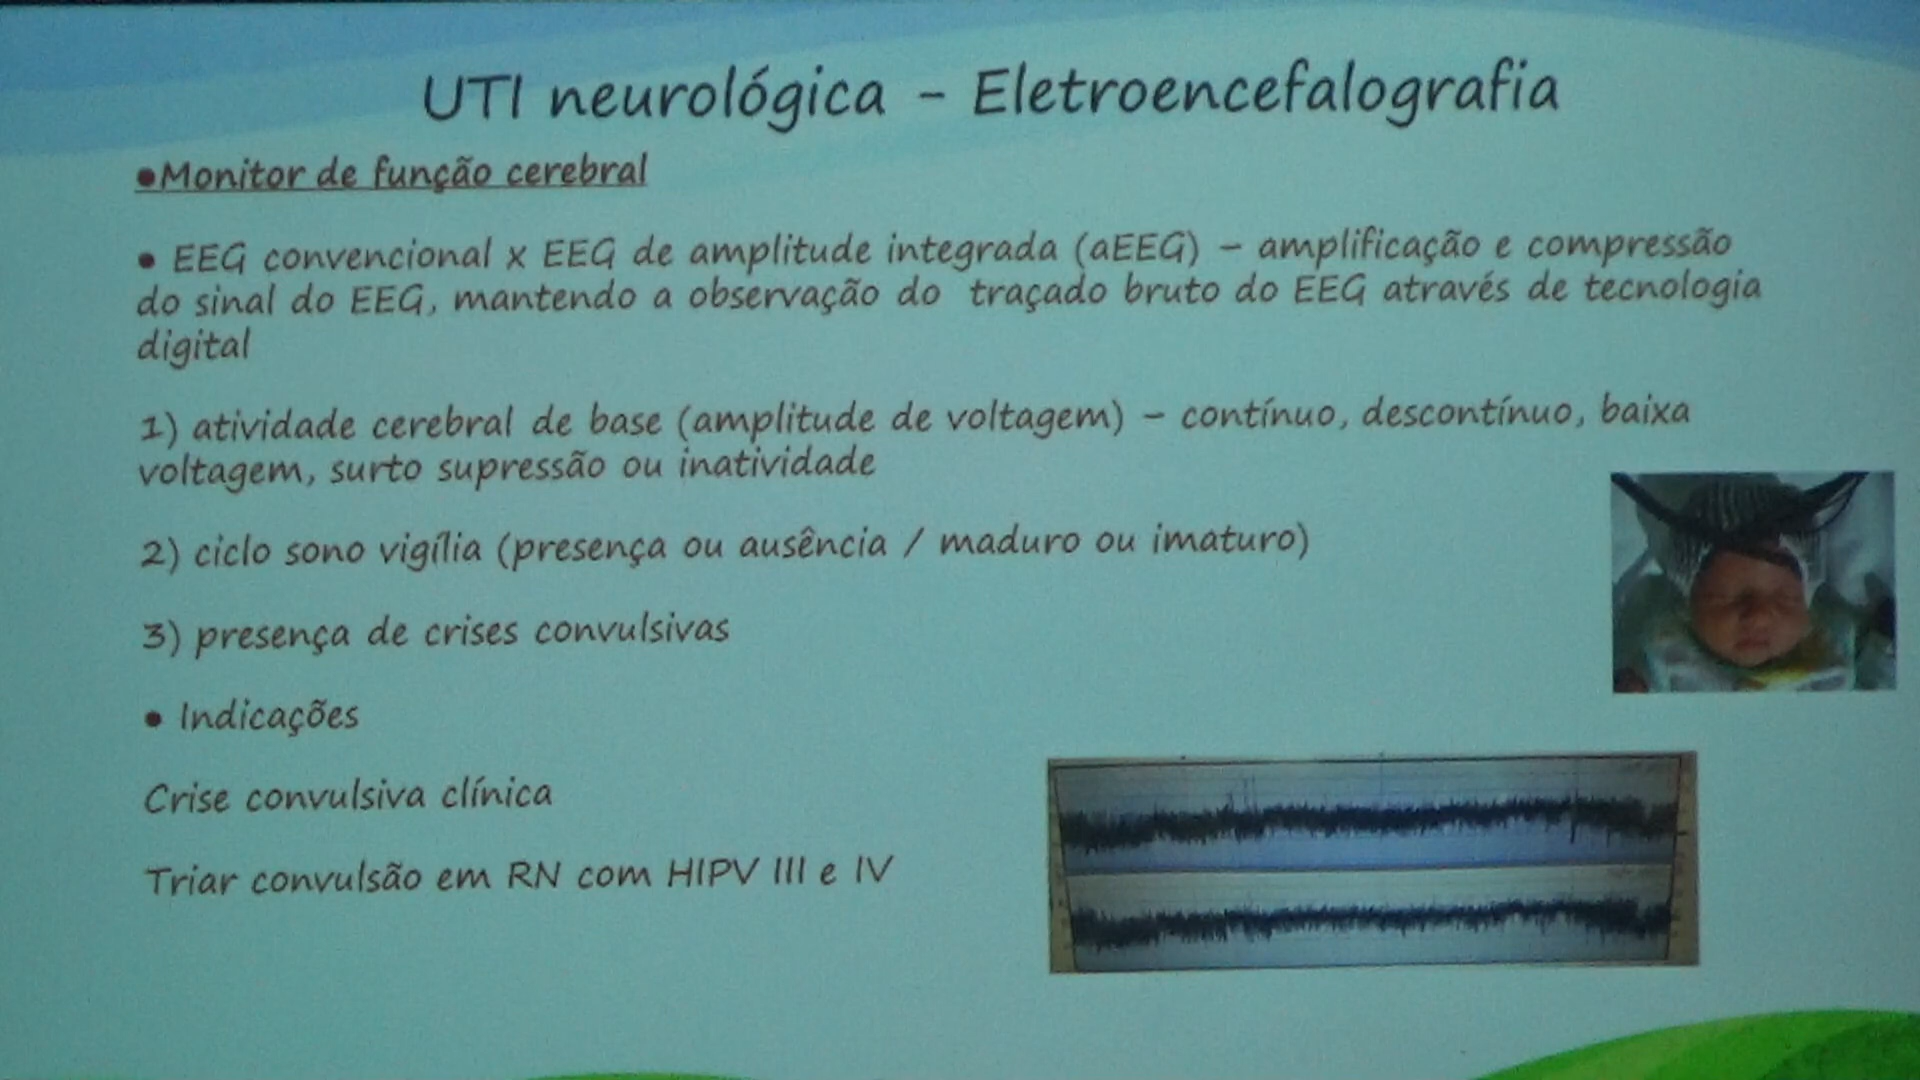 UTI neurológica - Eletroencefalografia
•Monitor de função cerebral
• EEG convencional x EEG de amplitude integrada (aEEG) – amplificação e compressão
do sinal do EEG, mantendo a observação do traçado bruto do EEG através de tecnologia
digital
1) atividade cerebral de base (amplitude de voltagem) – contínuo, descontínuo, baixa
voltagem, surto supressão ou inatividade
2) ciclo sono vigília (presença ou ausência / maduro ou imaturo)
3) presença de crises convulsivas
• Indicações
Crise convulsiva clínica
Triar convulsão em RN com HIPV III e IV